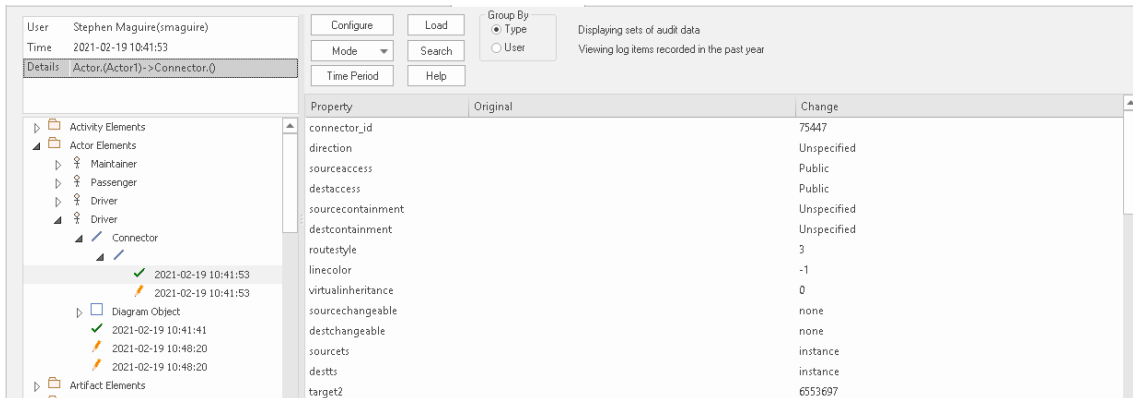 User Stephen Maguire(smaguire)
Time 2021-02-19 10:41:53
Details Actor.(Actor1)->Connector.()
Configure Load
Mode Search
Time Period Help
Group By
Type
User
Displaying sets of audit data
Viewing log items recorded in the past year
Activity Elements
Actor Elements
Maintainer
Passenger
Driver
Driver
Connector
2021-02-19 10:41:53
2021-02-19 10:41:53
Diagram Object
2021-02-19 10:41:41
2021-02-19 10:48:20
2021-02-19 10:48:20
Artifact Elements
Property Original Change
connector_id 75447
direction Unspecified
sourceaccess Public
destaccess Public
sourcecontainment Unspecified
destcontainment Unspecified
routestyle 3
linecolor -1
virtualinheritance 0
sourcechangeable none
destchangeable none
sourcets instance
destts instance
target2 6553697